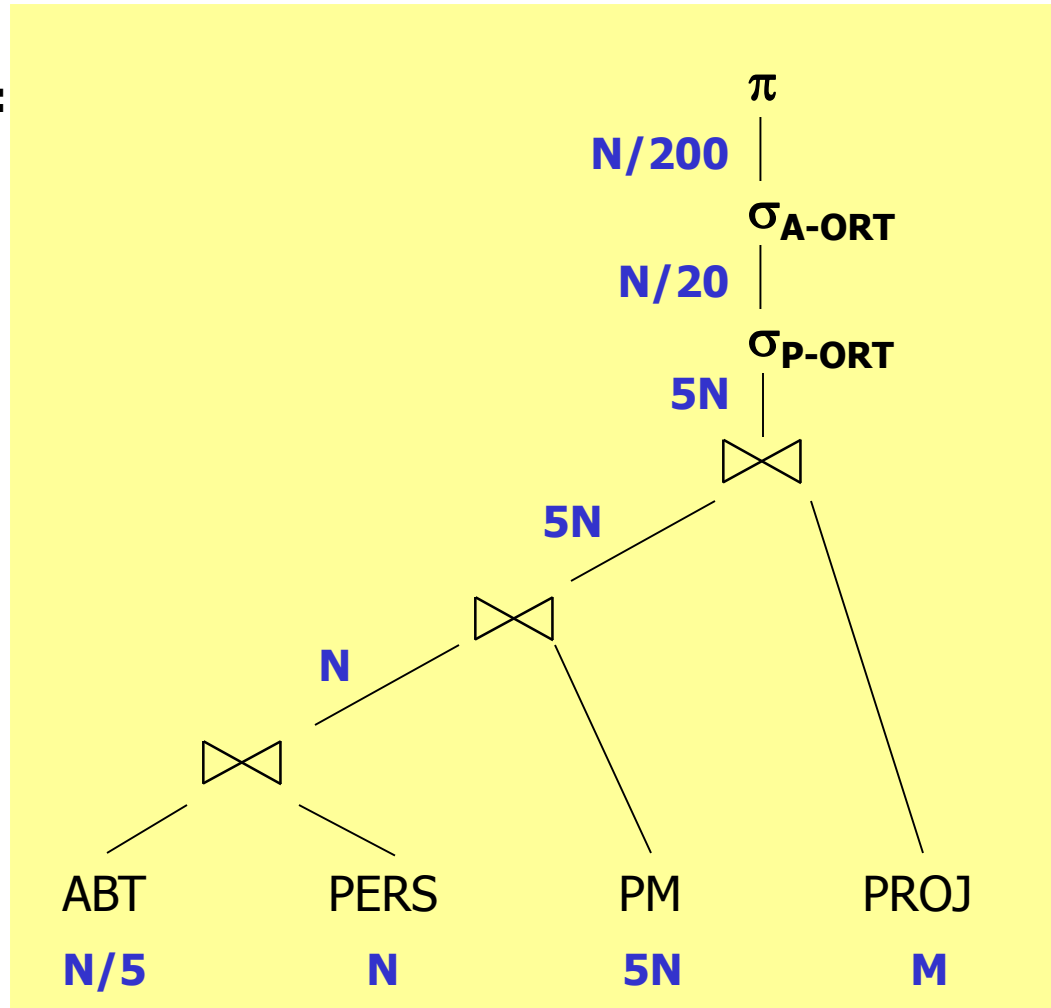 :
π
N/200
σA-ORT
N/20
σP-ORT
5N
5N
N
ABT PERS PM PROJ
N/5 N 5N M